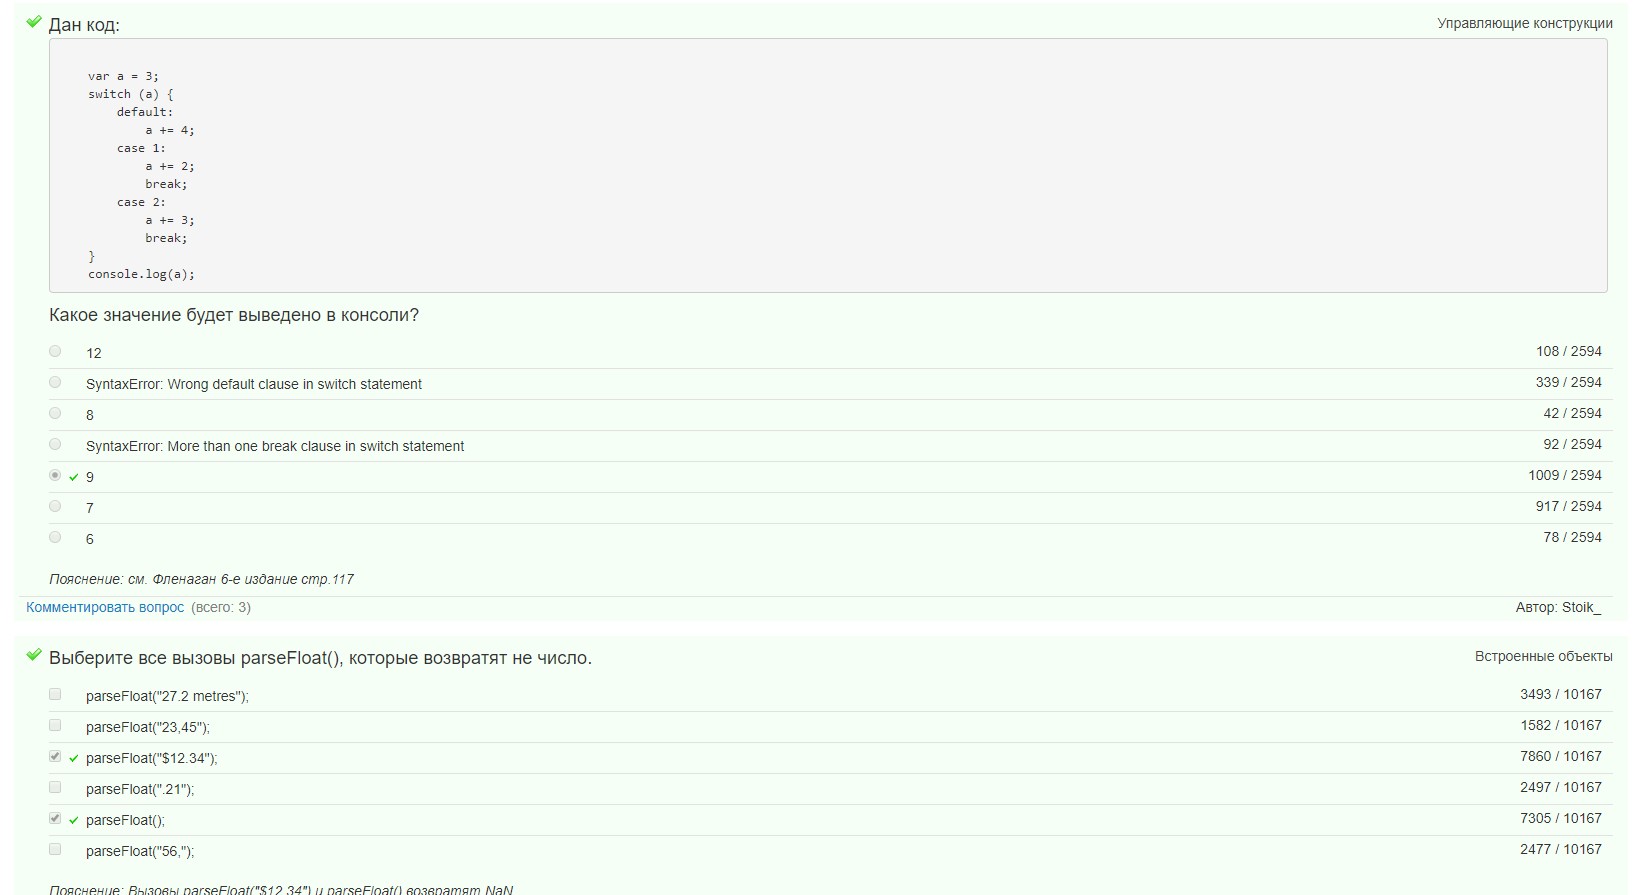 Дан код:
Управляющие конструкции
var a = 3;
switch (a) {
default:
a += 4;
case 1:
a += 2;
break;
case 2:
a += 3;
break;
}
console.log(a);
Какое значение будет выведено в консоли?
12 108 / 2594
SyntaxError: Wrong default clause in switch statement 339 / 2594
8 42 / 2594
SyntaxError: More than one break clause in switch statement 92 / 2594
9 1009 / 2594
7 917 / 2594
6 78 / 2594
Пояснение: см. Фленаган 6-е издание стр.117
Комментировать вопрос (всего: 3) Автор: Stoik_
Выберите все вызовы parseFloat(), которые возвратят не число.
Встроенные объекты
parseFloat("27.2 metres"); 3493 / 10167
parseFloat("23,45"); 1582 / 10167
parseFloat("$12.34"); 7860 / 10167
parseFloat(".21"); 2497 / 10167
parseFloat(); 7305 / 10167
parseFloat("56,"); 2477 / 10167
Пояснение: Вызовы parseFloat("$12.34") и parseFloat() возвратят NaN